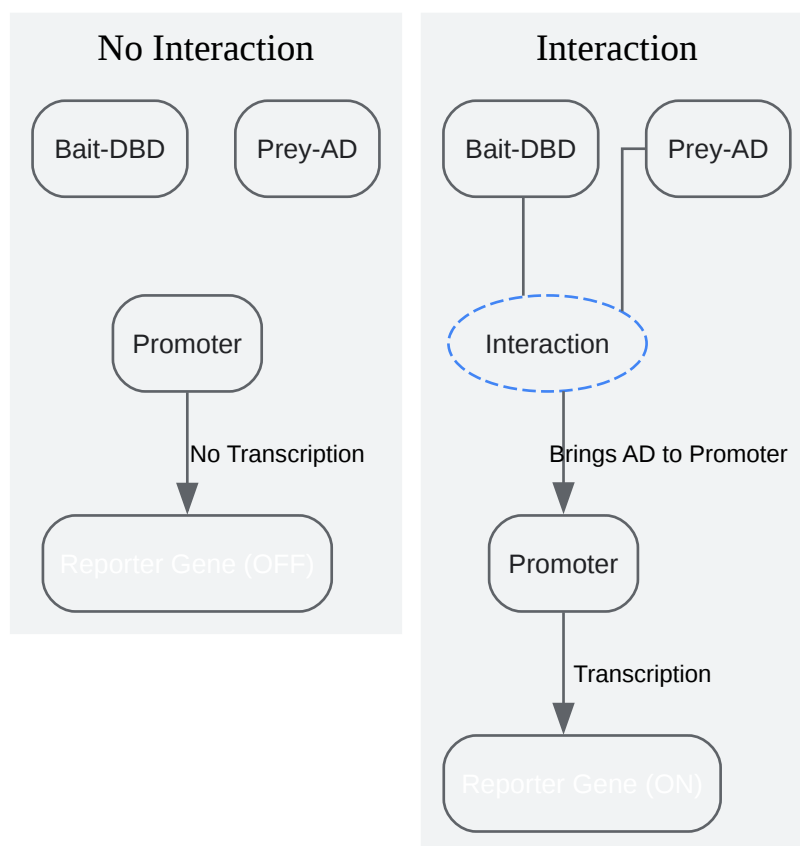 No Interaction
Bait-DBD
Prey-AD
Promoter
No Transcription
Reporter Gene (OFF)
Interaction
Bait-DBD
Prey-AD
Interaction
Brings AD to Promoter
Promoter
Transcription
Reporter Gene (ON)